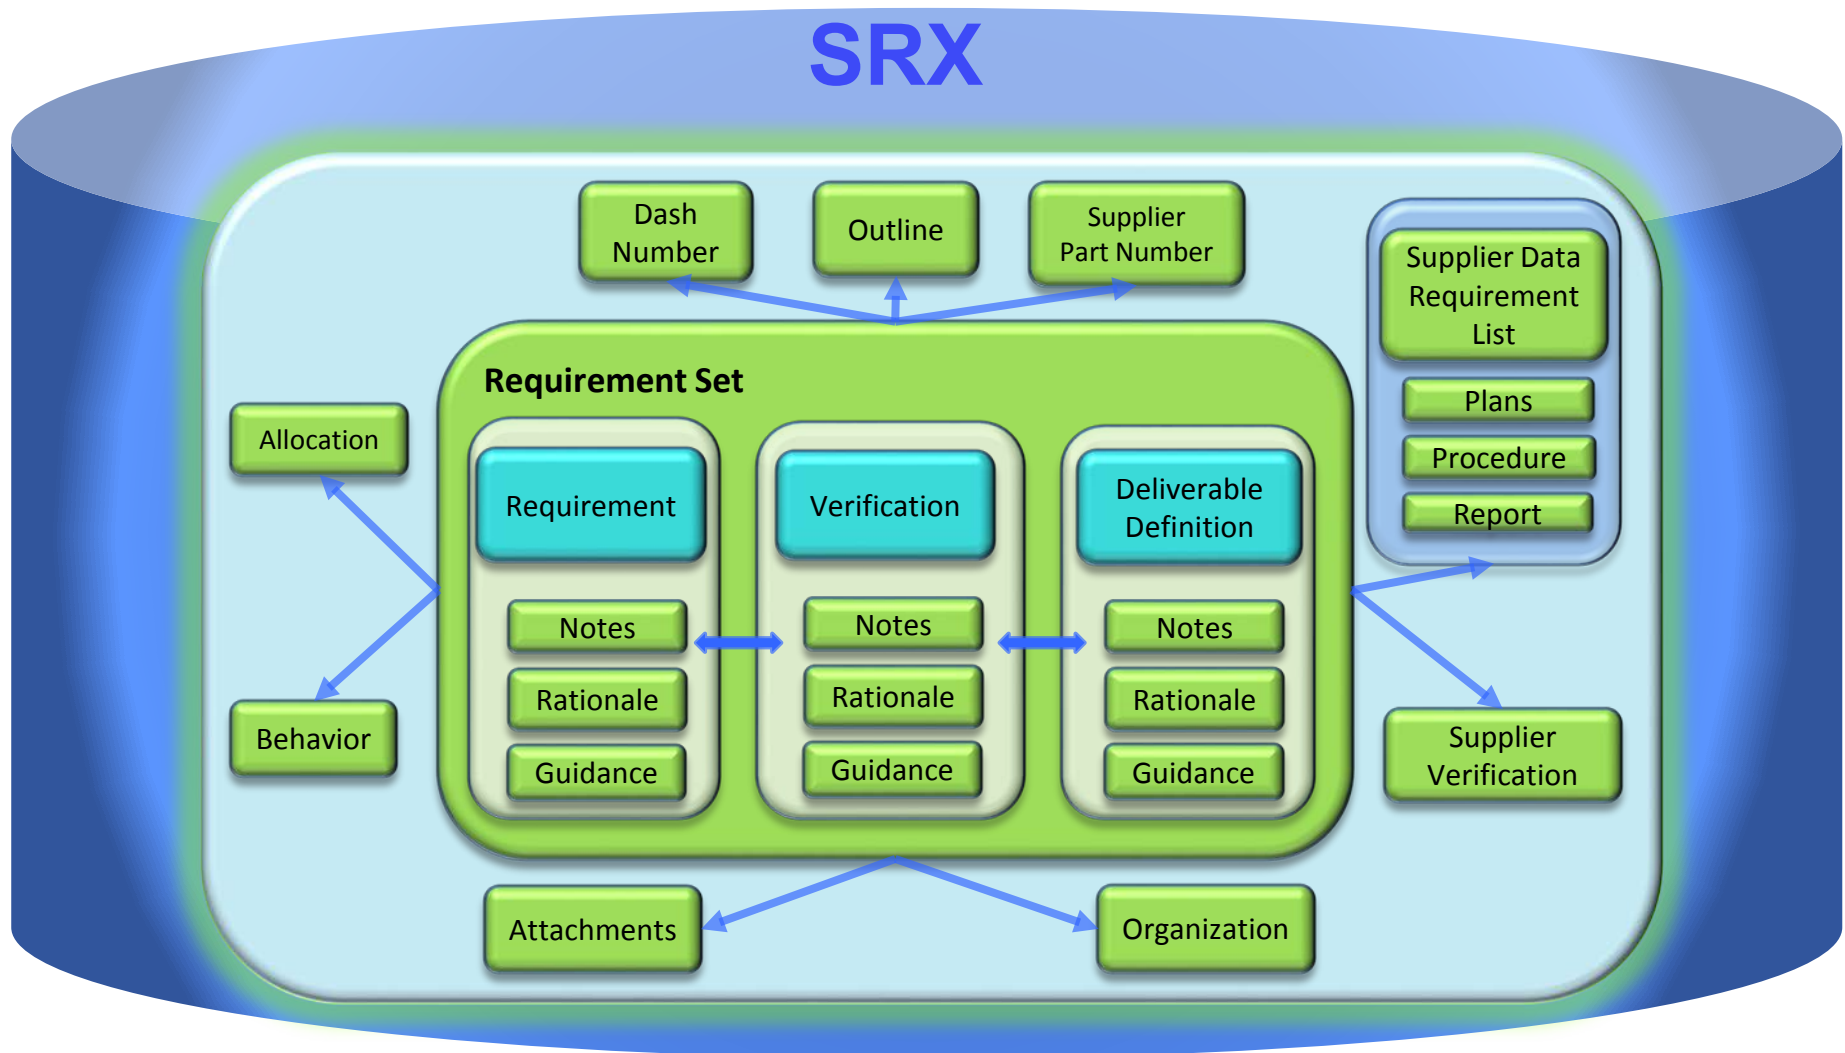 SRX
Dash
Number
Outline
Supplier
Part Number
Supplier Data
Requirement
List
Plans
Procedure
Report
Requirement Set
Allocation
Behavior
Requirement
Notes
Rationale
Guidance
Verification
Notes
Rationale
Guidance
Deliverable
Definition
Notes
Rationale
Guidance
Supplier
Verification
Attachments
Organization